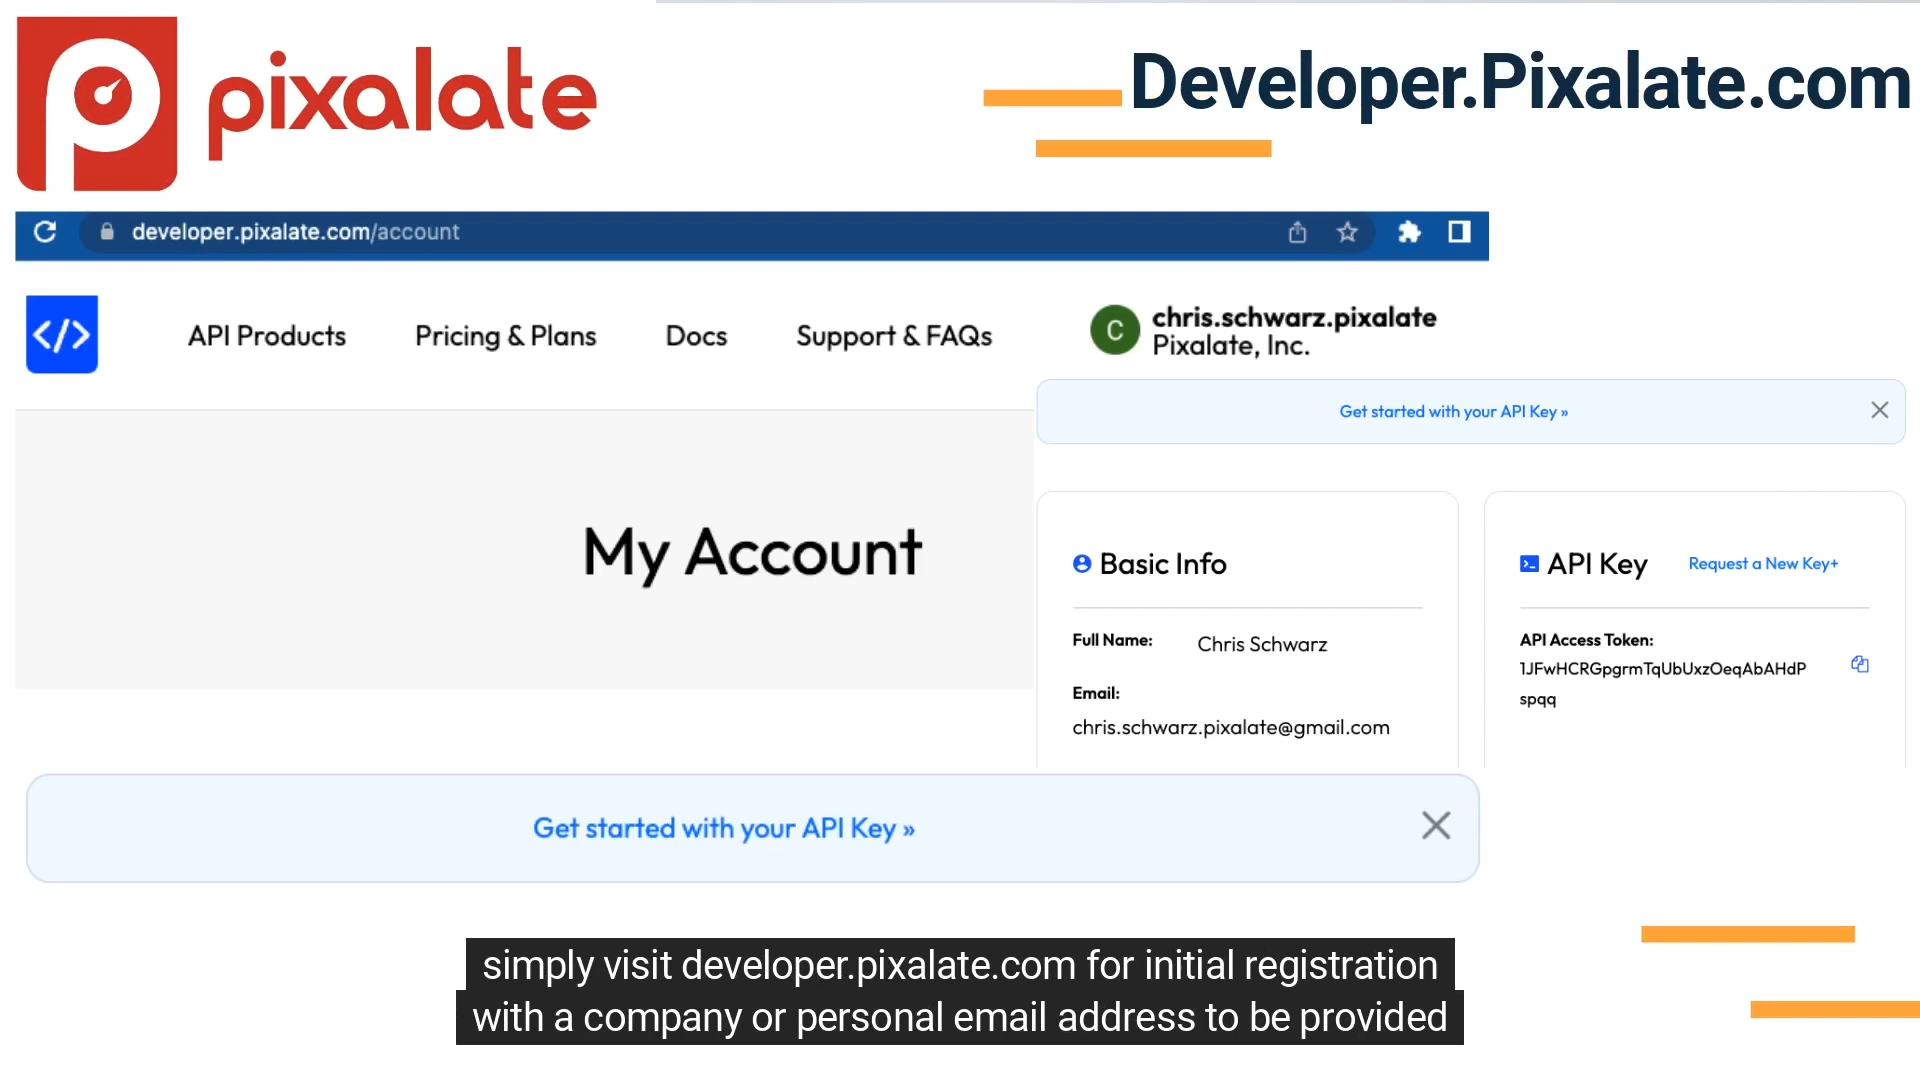 pixalate
Developer.Pixalate.com
developer.pixalate.com/account
API Products Pricing & Plans Docs Support & FAQs
C
chris.schwarz.pixalate
Pixalate, Inc.
Get started with your API Key »
My Account
Basic Info
Full Name: Chris Schwarz
Email:
chris.schwarz.pixalate@gmail.com
API Key Request a New Key+
API Access Token:
1JFwHCRGpgrmTqUbUxzOeqAbAHdP
spqq
Get started with your API Key »
simply visit developer.pixalate.com for initial registration
with a company or personal email address to be provided